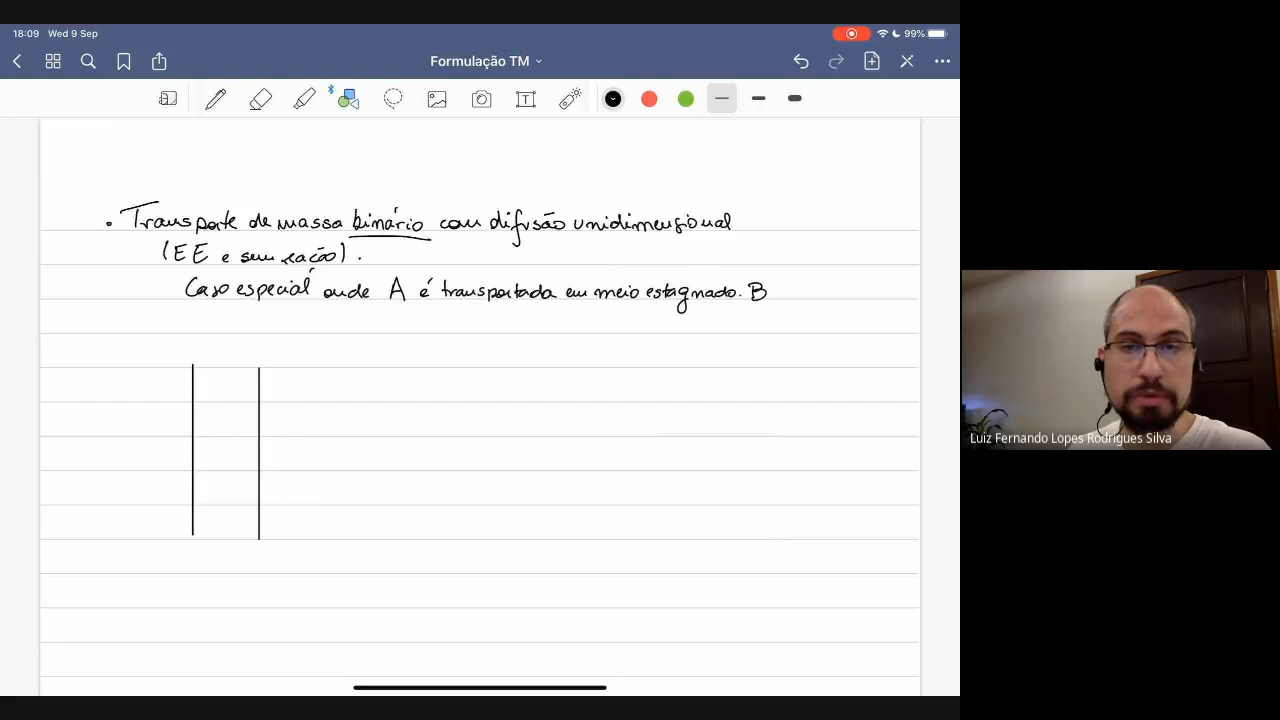 18:09 Wed 9 Sep 99%
Formulação TM
• Transporte de massa binário com difusão unidimensional
(EE e sem reação).
Caso especial onde A é transportada em meio estagnado. B
Luiz Fernando Lopes Rodrigues Silva